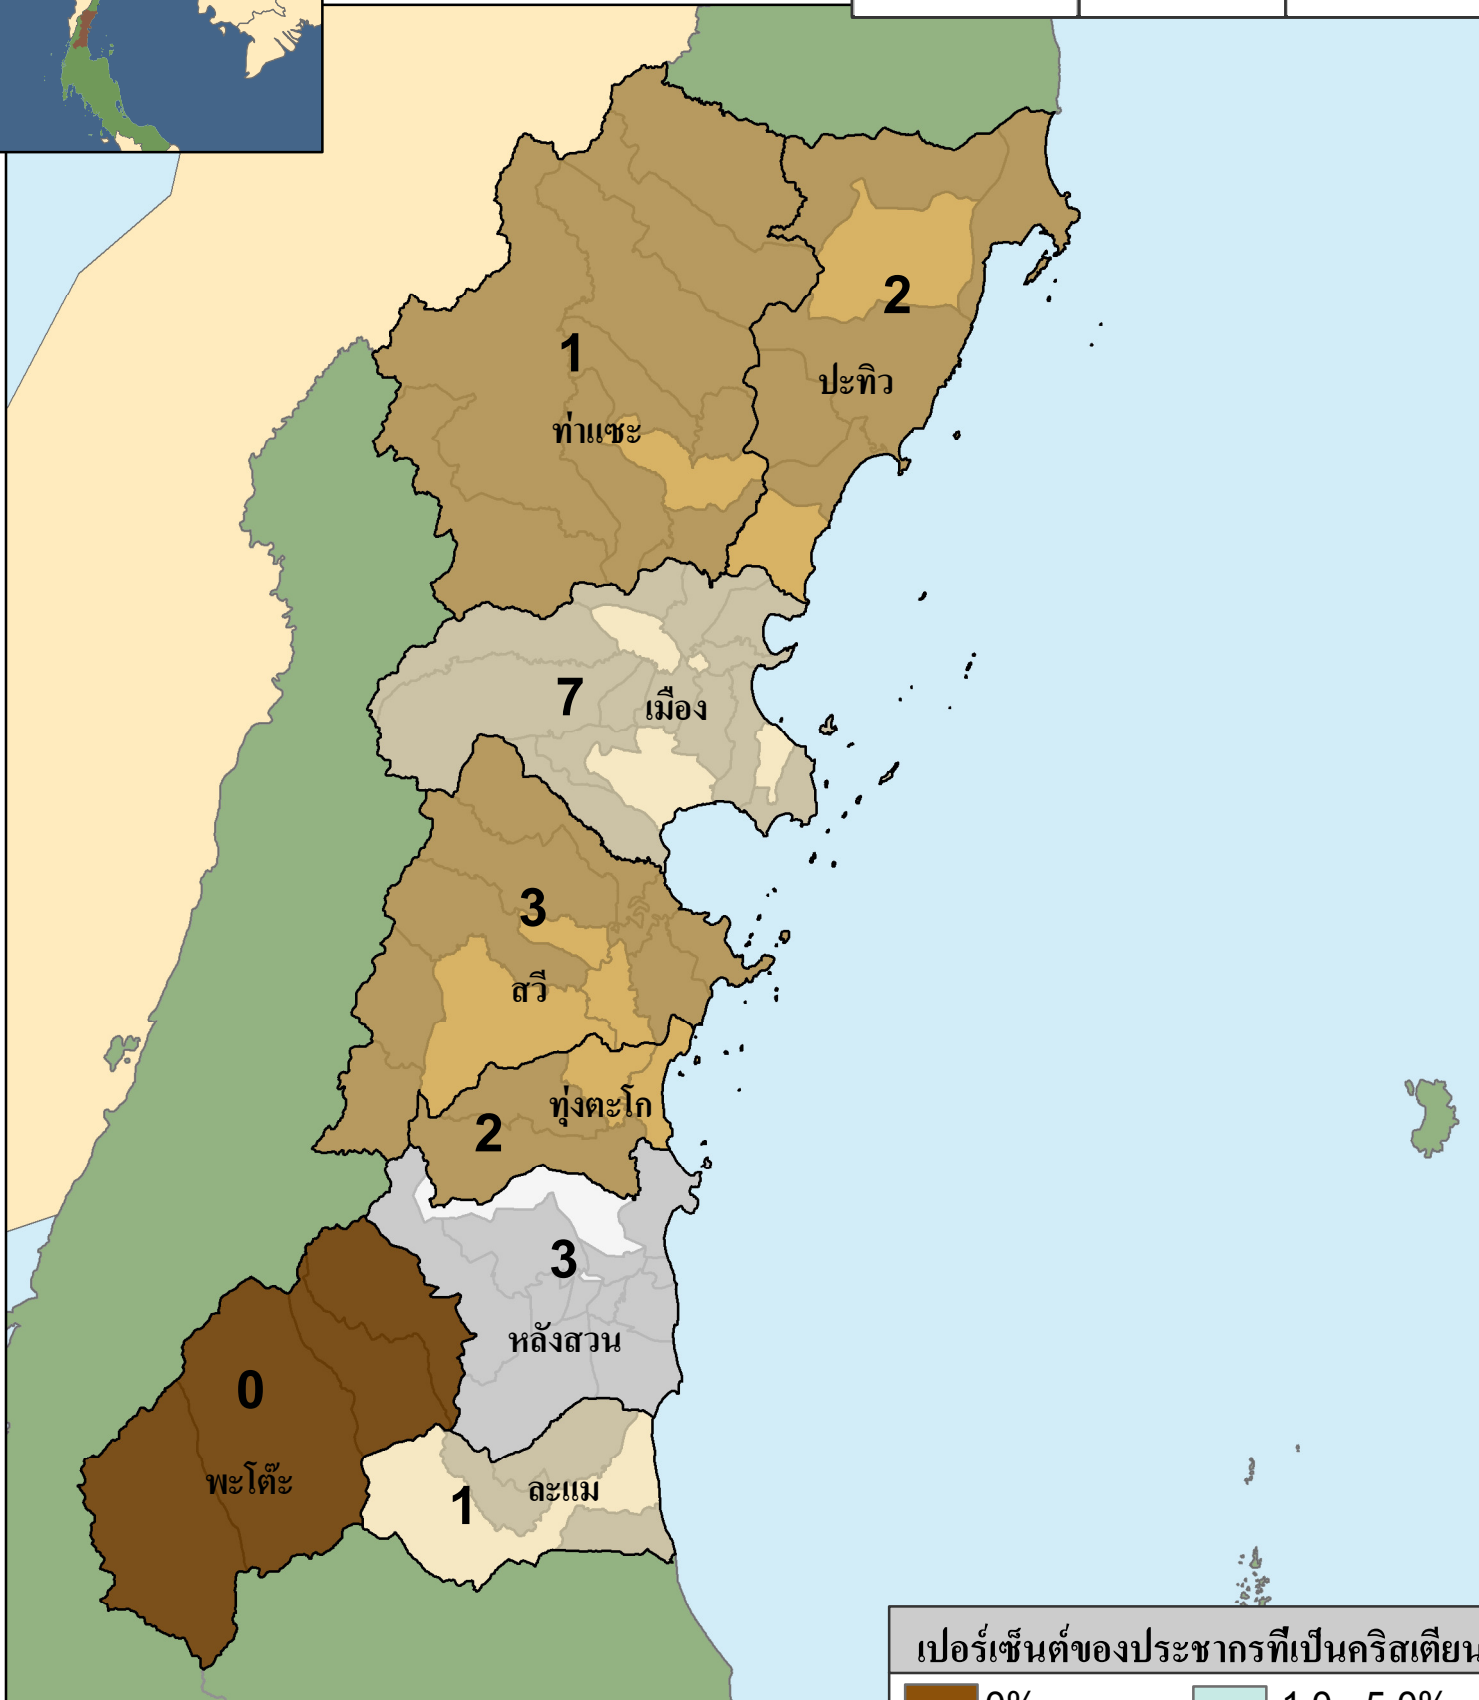 2
1
ปะทิว
ท่าแซะ
7
เมือง
3
สวี
ทุ่งตะโก
2
3
หลังสวน
0
พะโต๊ะ
ละแม
1
เปอร์เซ็นต์ของประชากรที่เป็นคริสเตียน
0%